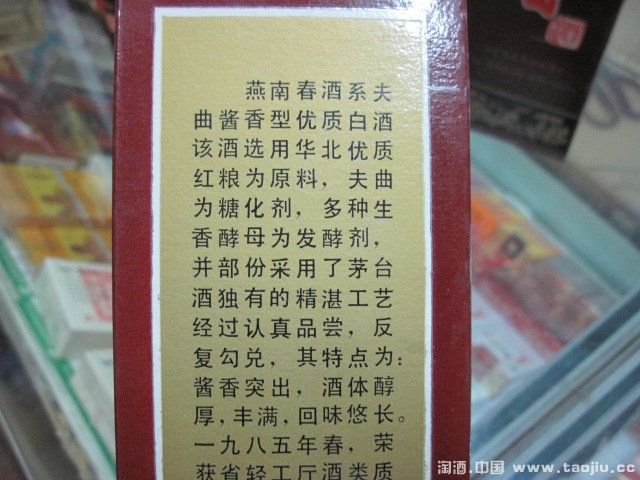 燕南春酒系夫
曲酱香型优质白酒
该酒选用华北优质
红粮为原料，夫曲
为糖化剂，多种生
香酵母为发酵剂，
并部份采用了茅台
酒独有的精湛工艺
经过认真品尝，反
复勾兑，其特点为：
酱香突出，酒体醇
厚，丰满，回味悠长。
一九八五年春，荣
获省轻工厅酒类质
淘酒.中国 www.taojiu.cc